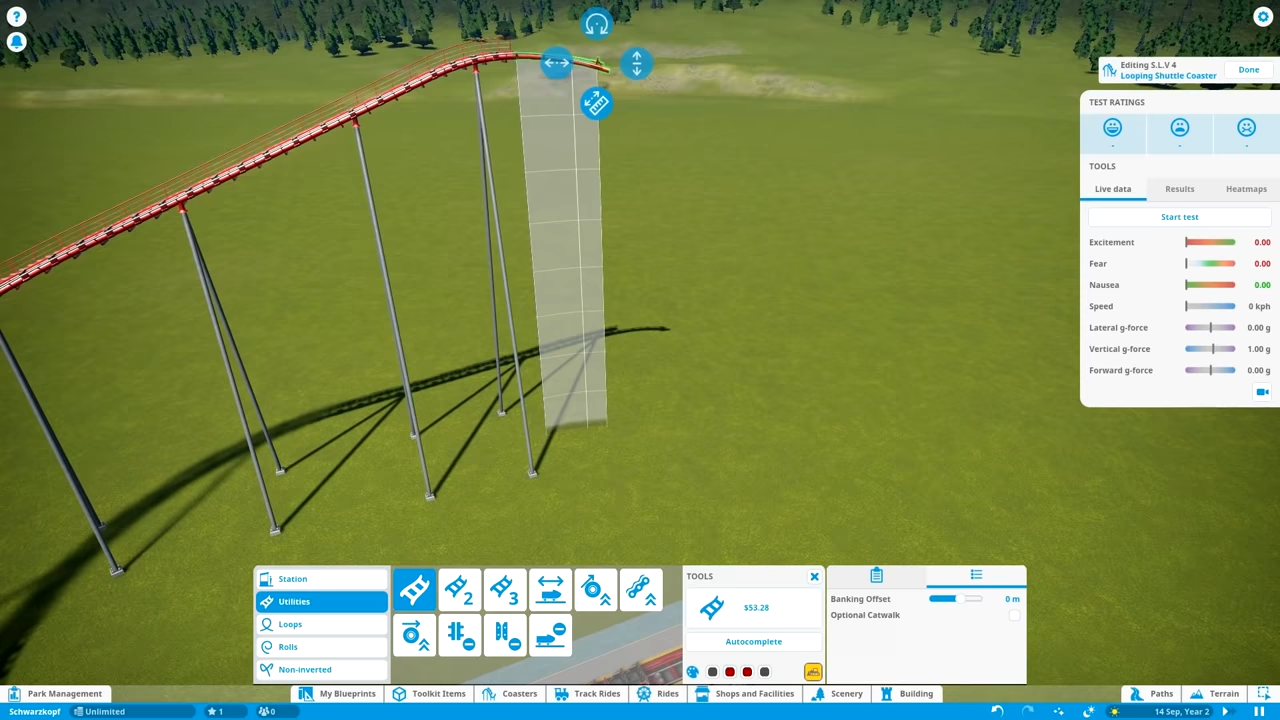 ?
Editing S.L.V 4
Looping Shuttle Coaster
Done
TEST RATINGS
- - -
TOOLS
Live data Results Heatmaps
Start test
Excitement 0.00
Fear 0.00
Nausea 0.00
Speed 0 kph
Lateral g-force 0.00 g
Vertical g-force 1.00 g
Forward g-force 0.00 g
Station
Utilities
Loops
Rolls
Non-inverted
2
3
TOOLS
$53.28
Autocomplete
Banking Offset 0 m
Optional Catwalk
Park Management
My Blueprints
Toolkit Items
Coasters
Track Rides
Rides
Shops and Facilities
Scenery
Building
Paths
Terrain
Schwarzkopf
Unlimited
1
0
14 Sep, Year 2